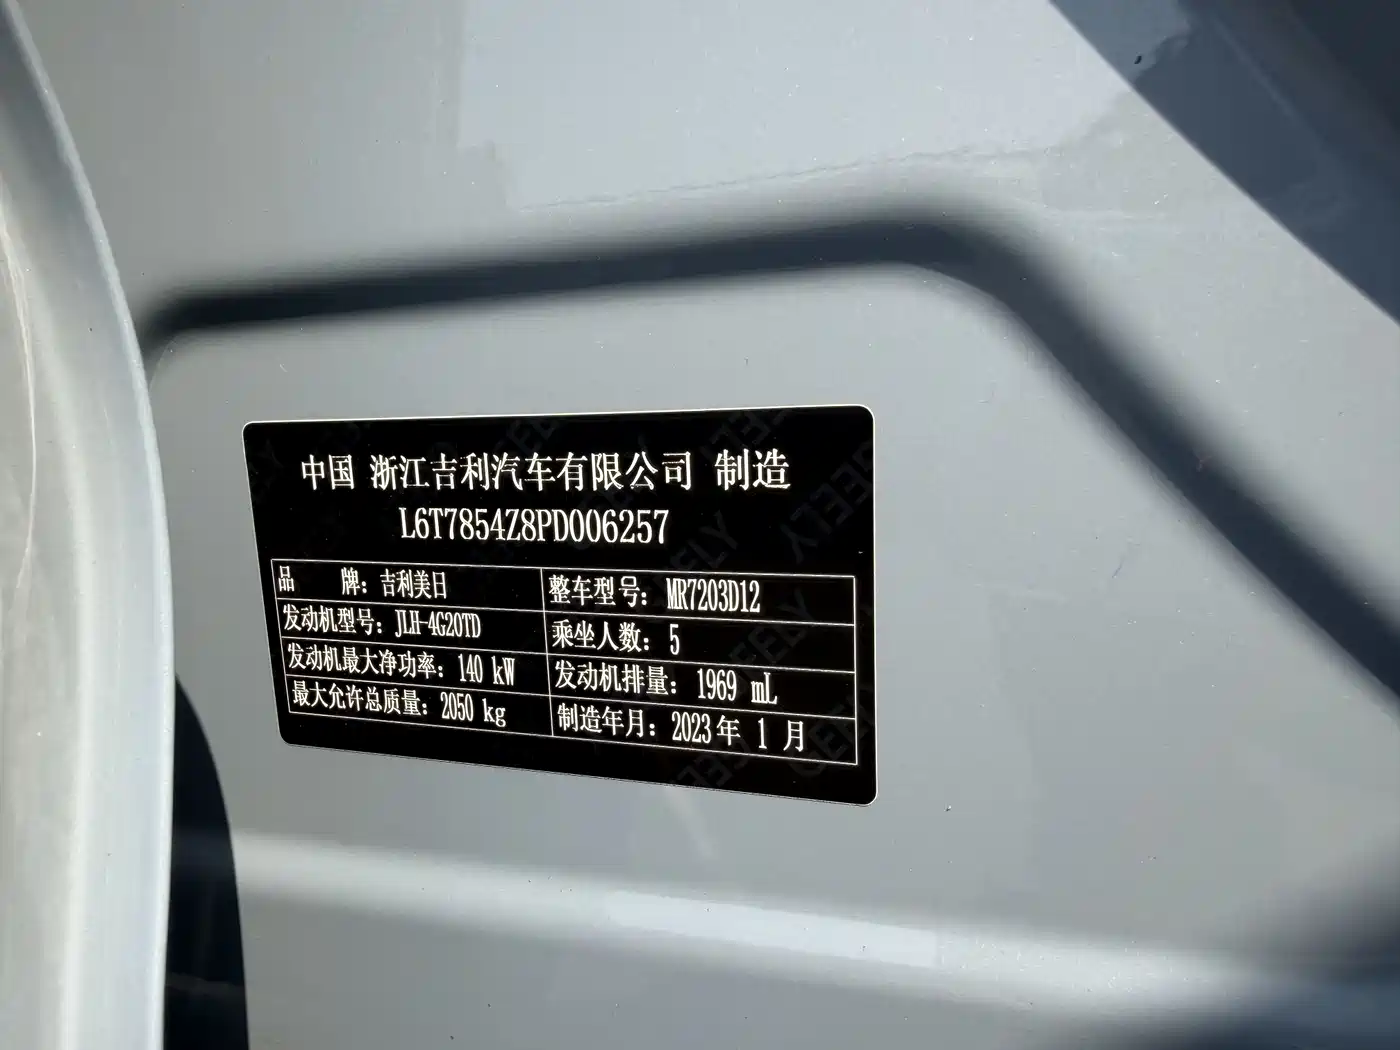 中国 浙江吉利汽车有限公司 制造
L6T7854Z8PD006257
品 牌：吉利美日 整车型号：MR7203D12
发动机型号：JLH-4G20TD 乘坐人数：5
发动机最大净功率：140 kW 发动机排量：1969 mL
最大允许总质量：2050 kg 制造年月：2023年 1 月
GEELY